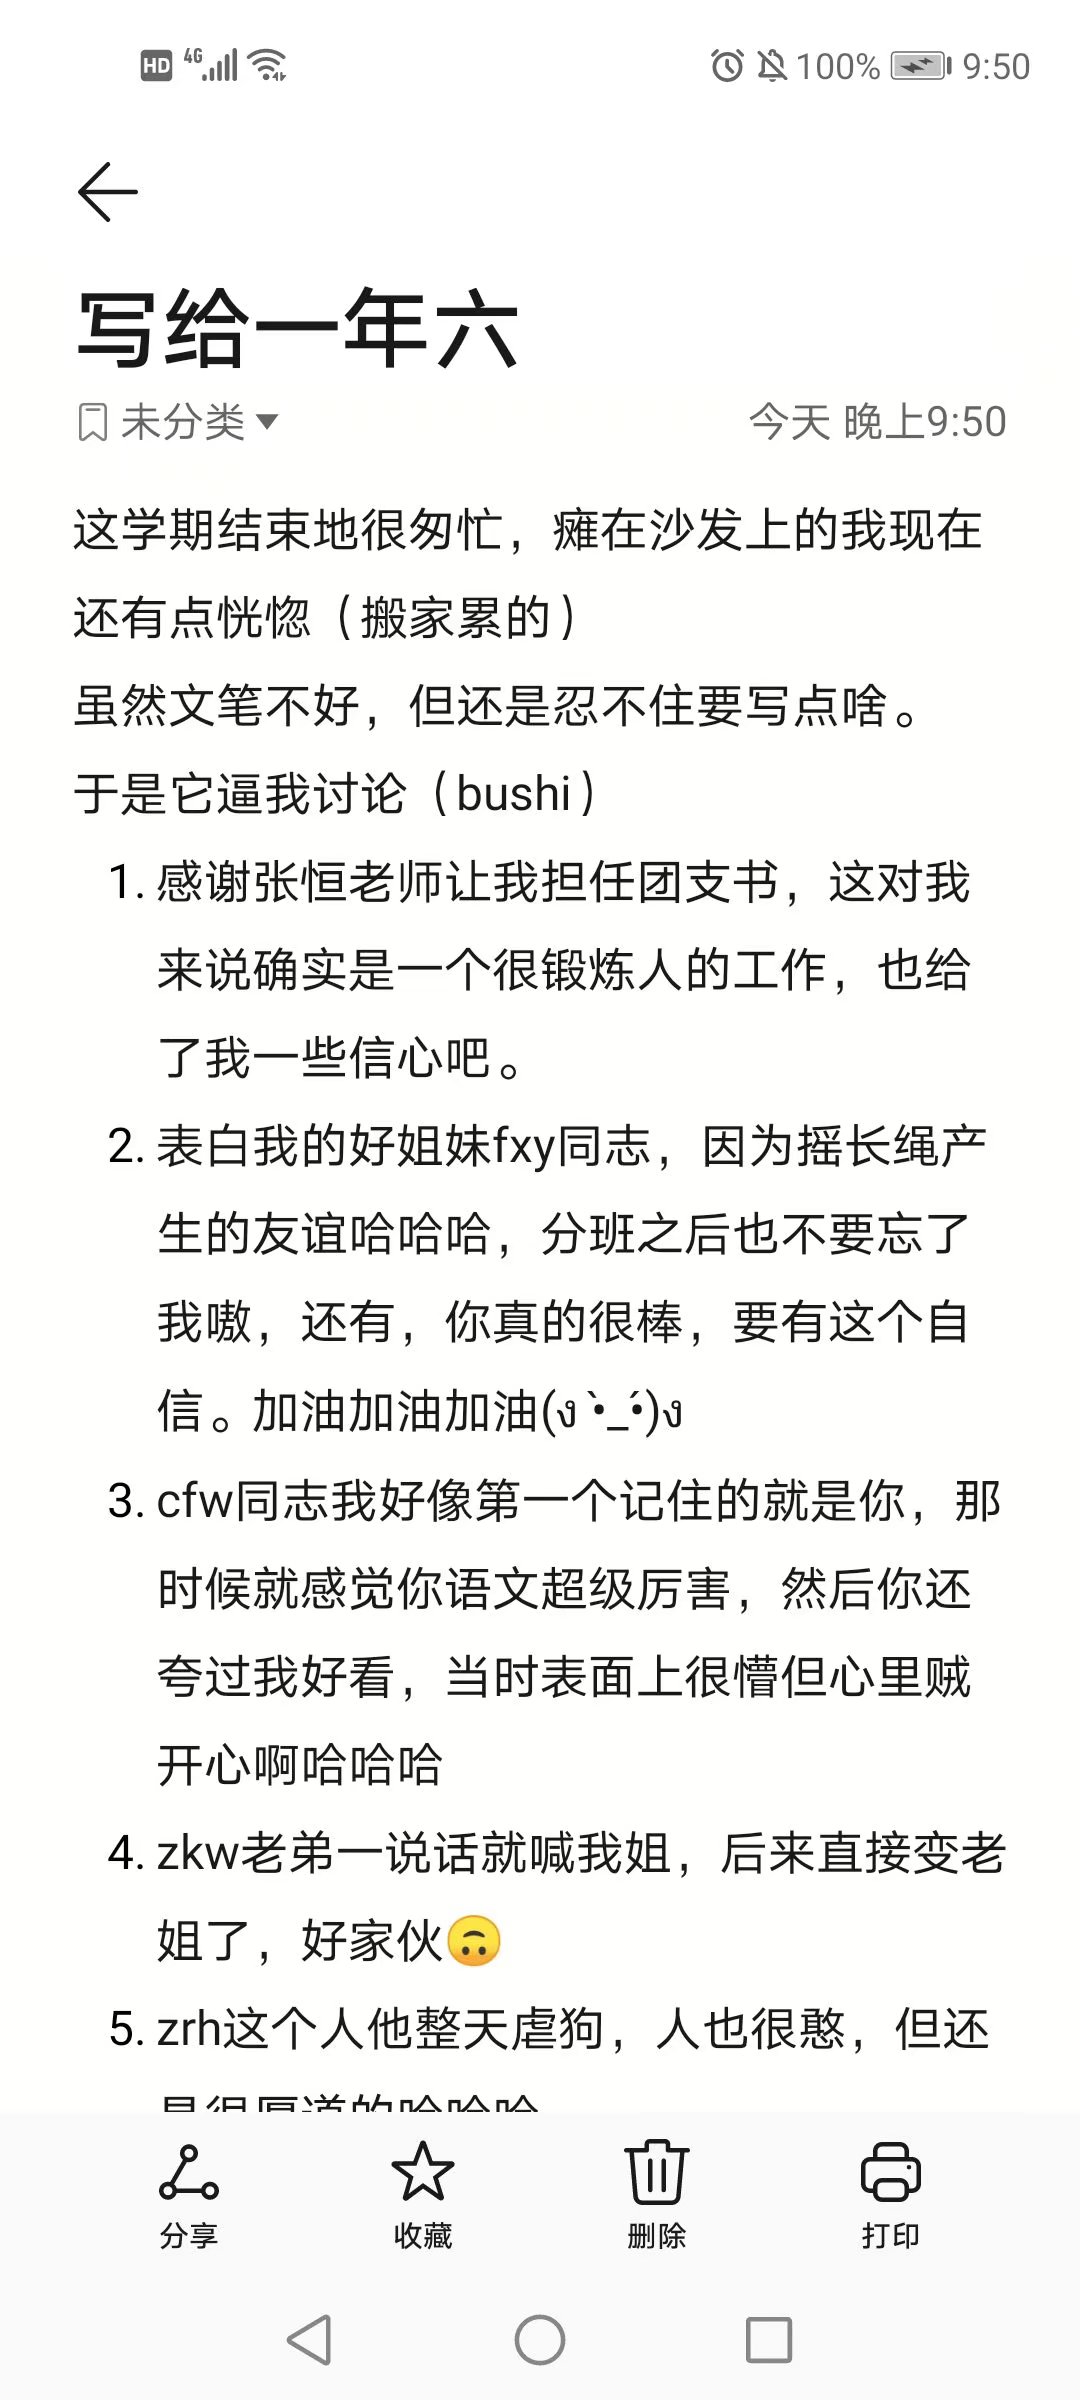 HD 4G 100% 9:50
写给一年六
未分类 今天 晚上9:50
这学期结束地很匆忙，瘫在沙发上的我现在
还有点恍惚（搬家累的）
虽然文笔不好，但还是忍不住要写点啥。
于是它逼我讨论（bushi）
1. 感谢张恒老师让我担任团支书，这对我
来说确实是一个很锻炼人的工作，也给
了我一些信心吧。
2. 表白我的好姐妹fxy同志，因为摇长绳产
生的友谊哈哈哈，分班之后也不要忘了
我嗷，还有，你真的很棒，要有这个自
信。加油加油加油(ง •̀_•́)ง
3. cfw同志我好像第一个记住的就是你，那
时候就感觉你语文超级厉害，然后你还
夸过我好看，当时表面上很懵但心里贼
开心啊哈哈哈
4. zkw老弟一说话就喊我姐，后来直接变老
姐了，好家伙🙃
5. zrh这个人他整天虐狗，人也很憨，但还
是很厚道的哈哈哈
分享 收藏 删除 打印